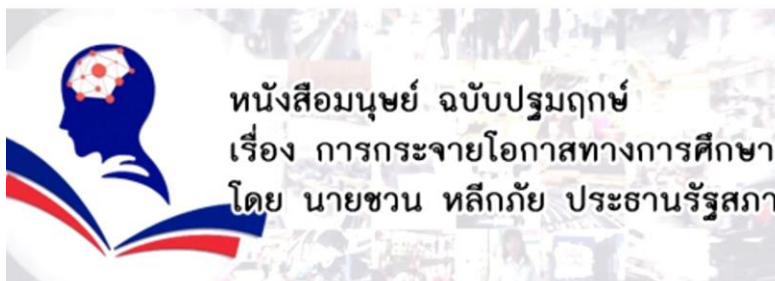 หนังสือมนุษย์ ฉบับปฐมฤกษ์
เรื่อง การกระจายโอกาสทางการศึกษา
โดย นายชวน หลีกภัย ประธานรัฐสภา